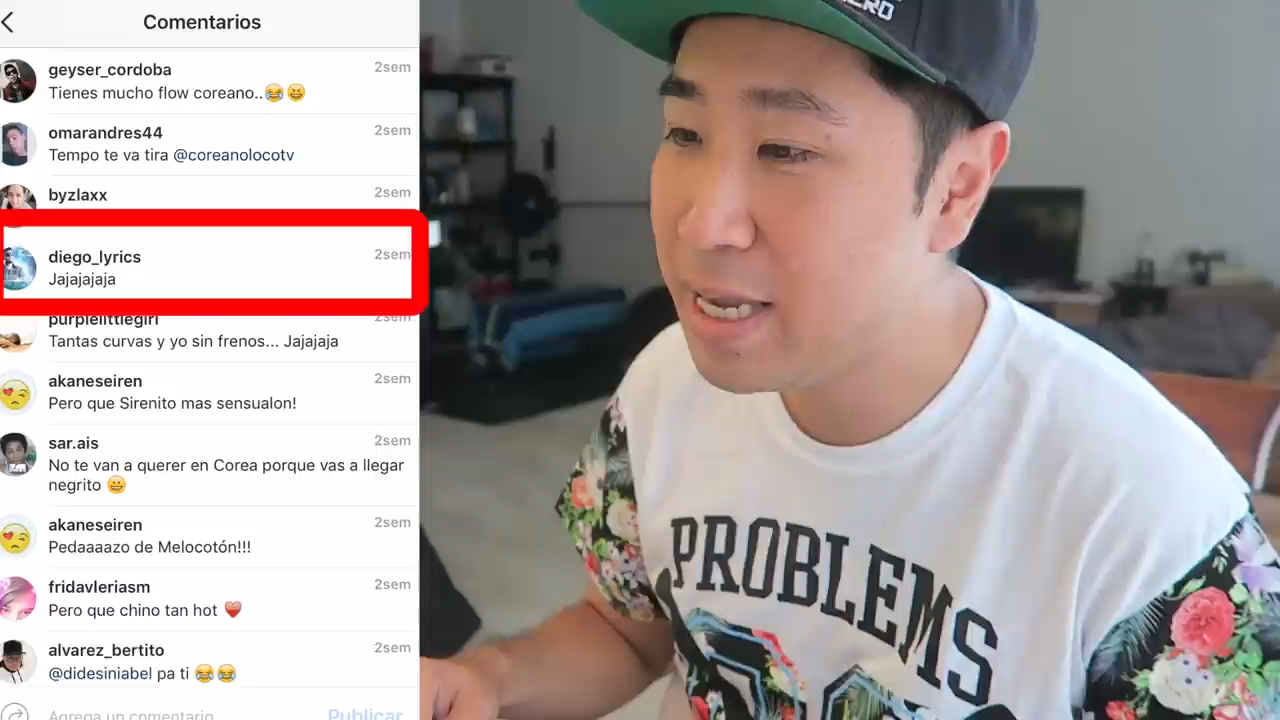 Comentarios
geyser_cordoba 2sem
Tienes mucho flow coreano..😂😆
omarandres44 2sem
Tempo te va tira @coreanolocotv
byzlaxx 2sem
diego_lyrics 2sem
Jajajajaja
purplelittlegirl 2sem
Tantas curvas y yo sin frenos... Jajajaja
akaneseiren 2sem
Pero que Sirenito mas sensualon!
sar.ais 2sem
No te van a querer en Corea porque vas a llegar
negrito 😀
akaneseiren 2sem
Pedaaaazo de Melocotón!!!
fridavleriasm 2sem
Pero que chino tan hot ❤️
alvarez_bertito 2sem
@didesiniabel pa ti 😂😂
Agrega un comentario Publicar
PROBLEMS